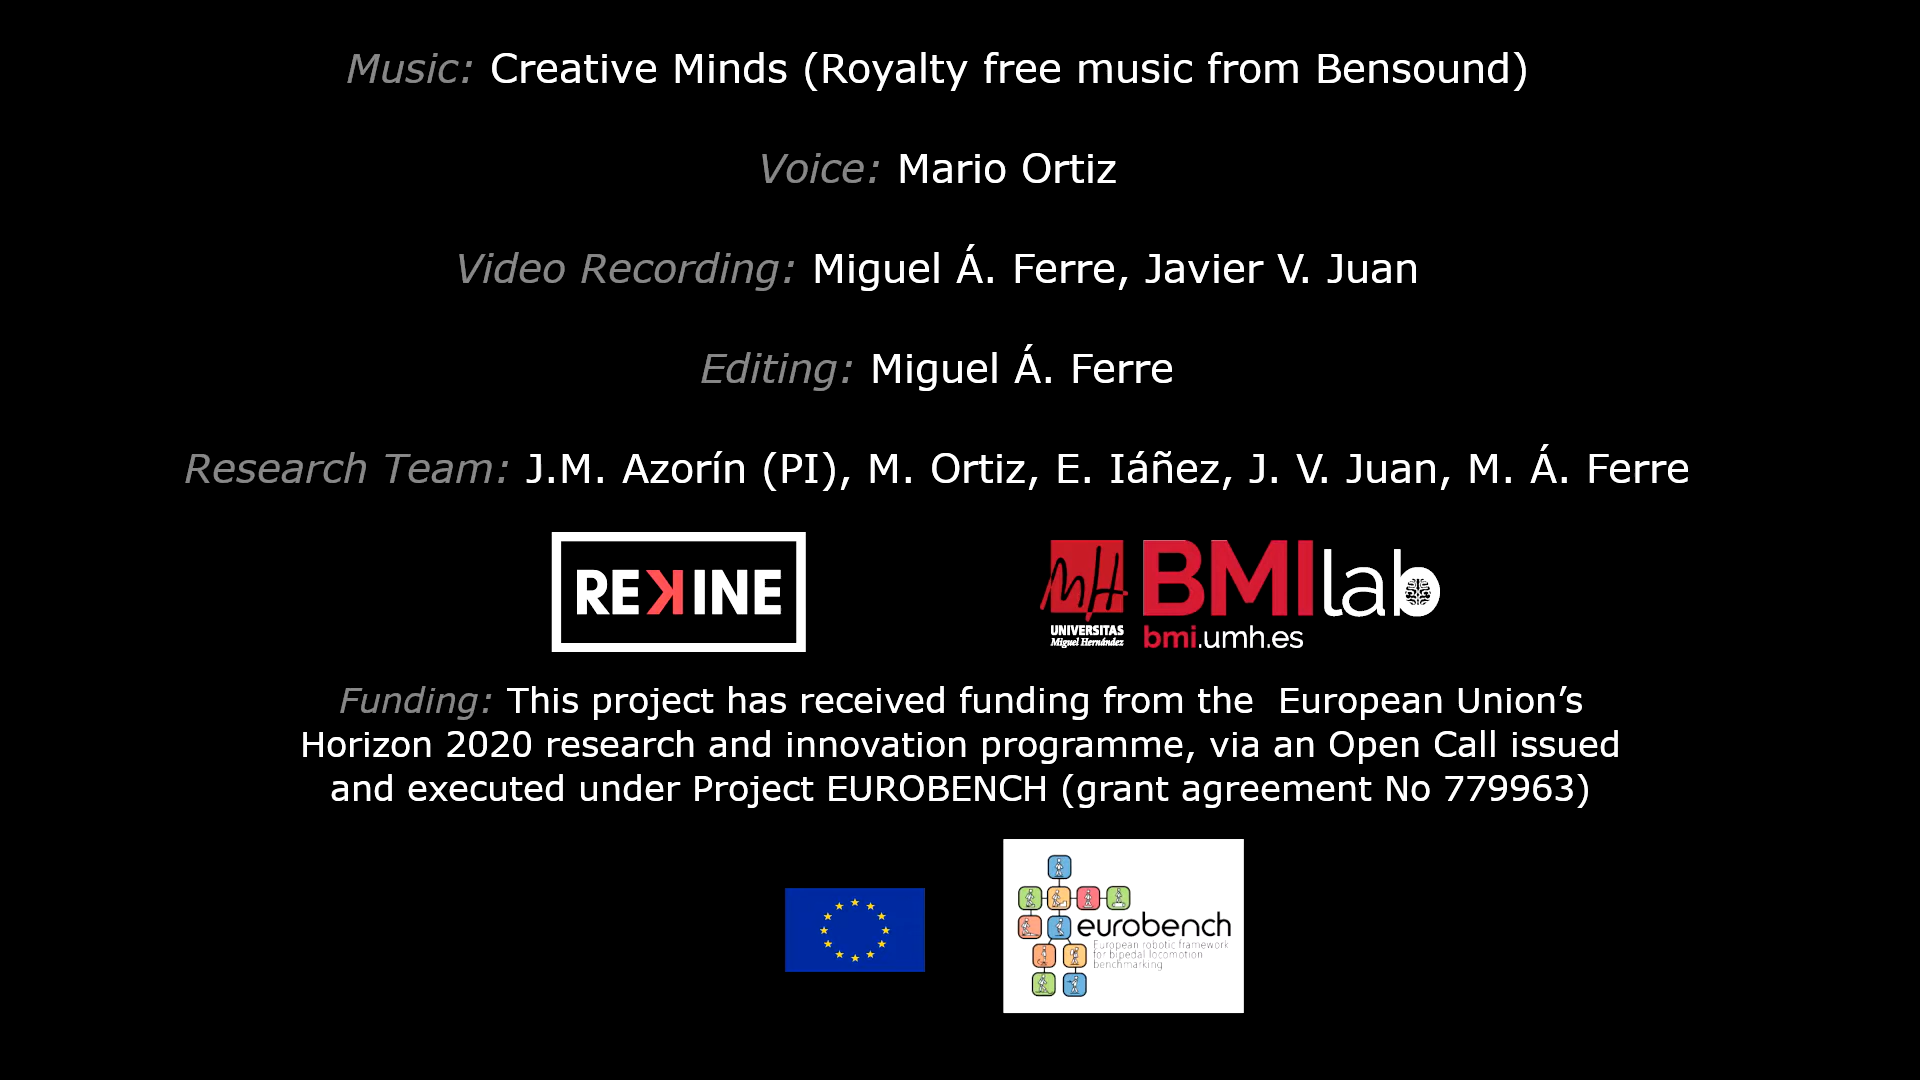 Music: Creative Minds (Royalty free music from Bensound)
Voice: Mario Ortiz
Video Recording: Miguel Á. Ferre, Javier V. Juan
Editing: Miguel Á. Ferre
Research Team: J.M. Azorín (PI), M. Ortiz, E. Iáñez, J. V. Juan, M. Á. Ferre
REKINE
UNIVERSITAS
Miguel Hernández
BMIlab
bmi.umh.es
Funding: This project has received funding from the  European Union’s
Horizon 2020 research and innovation programme, via an Open Call issued
and executed under Project EUROBENCH (grant agreement No 779963)
eurobench
European robotic framework
for bipedal locomotion
benchmarking